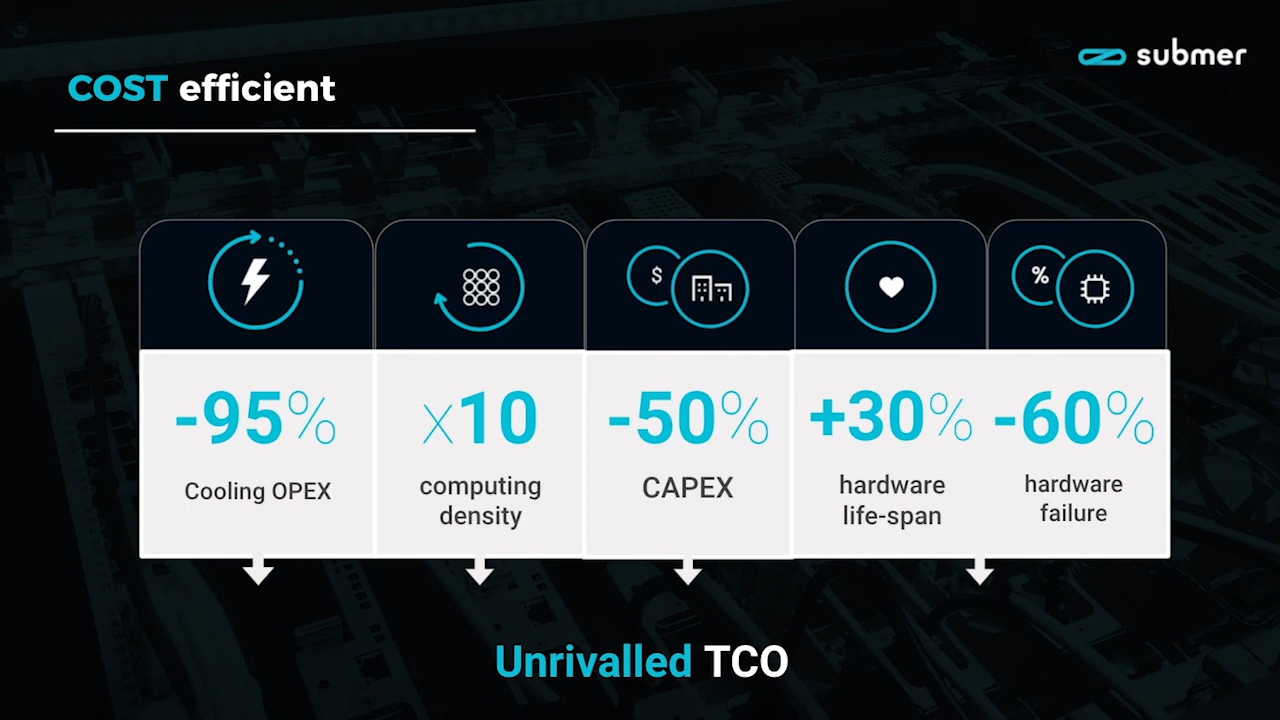 submer
COST efficient
$
%
-95%
x10
-50%
+30%
-60%
Cooling OPEX
computing
density
CAPEX
hardware
life-span
hardware
failure
Unrivalled TCO